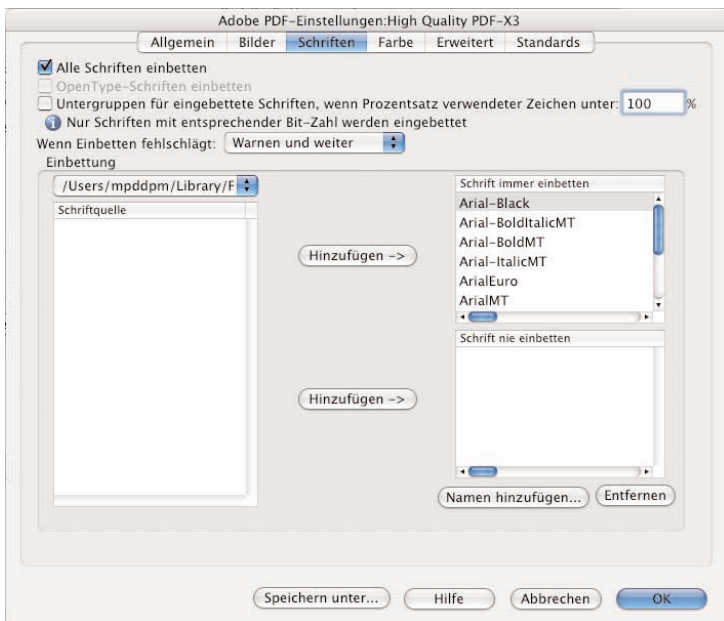 Adobe PDF-Einstellungen:High Quality PDF-X3
Allgemein Bilder Schriften Farbe Erweitert Standards
Alle Schriften einbetten
OpenType-Schriften einbetten
Untergruppen für eingebettete Schriften, wenn Prozentsatz verwendeter Zeichen unter: 100 %
Nur Schriften mit entsprechender Bit-Zahl werden eingebettet
Wenn Einbetten fehlschlägt: Warnen und weiter
Einbettung
/Users/mpddpm/Library/F
Schriftquelle
Hinzufügen ->
Schrift immer einbetten
Arial-Black
Arial-BoldItalicMT
Arial-BoldMT
Arial-ItalicMT
ArialEuro
ArialMT
Hinzufügen ->
Schrift nie einbetten
Namen hinzufügen... Entfernen
Speichern unter... Hilfe Abbrechen OK